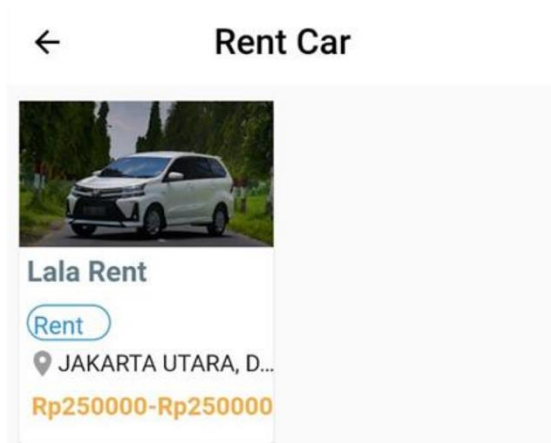 Rent Car
Lala Rent
Rent
JAKARTA UTARA, D...
Rp250000-Rp250000